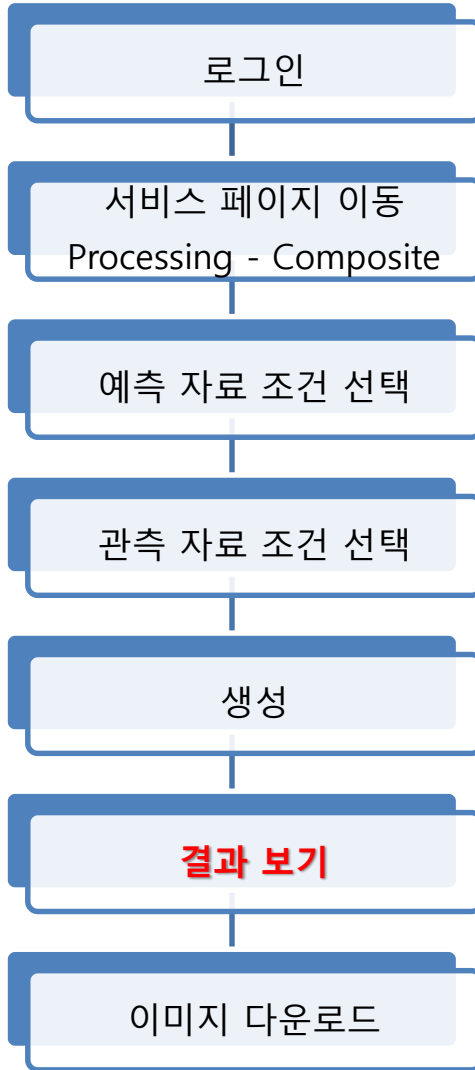 로그인
서비스 페이지 이동
Processing - Composite
예측 자료 조건 선택
관측 자료 조건 선택
생성
결과 보기
이미지 다운로드